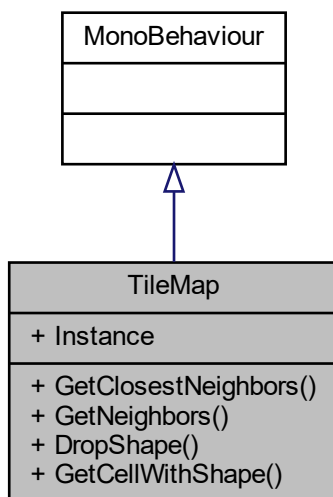 MonoBehaviour
TileMap
+ Instance
+ GetClosestNeighbors()
+ GetNeighbors()
+ DropShape()
+ GetCellWithShape()